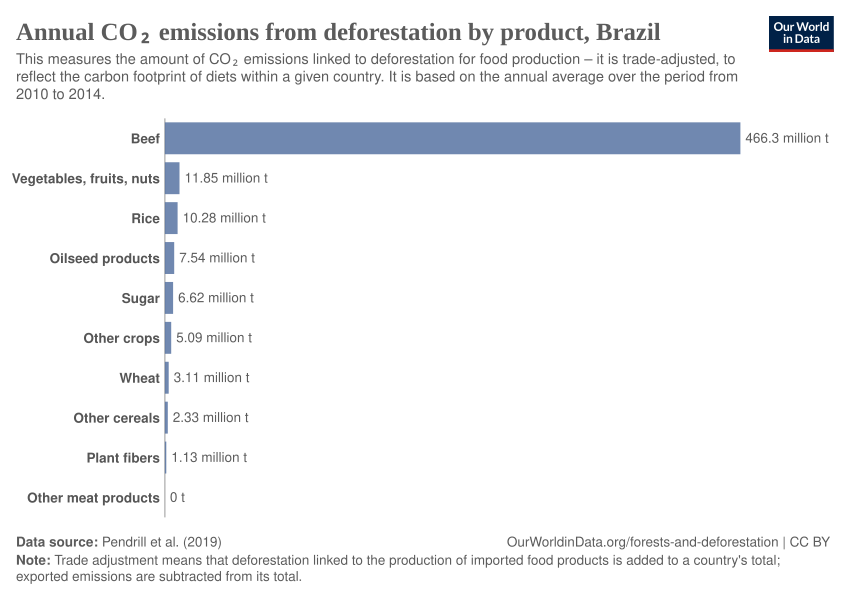 Annual CO₂ emissions from deforestation by product, Brazil
Our World
in Data
This measures the amount of CO₂ emissions linked to deforestation for food production – it is trade-adjusted, to
reflect the carbon footprint of diets within a given country. It is based on the annual average over the period from
2010 to 2014.
Beef 466.3 million t
Vegetables, fruits, nuts 11.85 million t
Rice 10.28 million t
Oilseed products 7.54 million t
Sugar 6.62 million t
Other crops 5.09 million t
Wheat 3.11 million t
Other cereals 2.33 million t
Plant fibers 1.13 million t
Other meat products 0 t
Data source: Pendrill et al. (2019) OurWorldinData.org/forests-and-deforestation | CC BY
Note: Trade adjustment means that deforestation linked to the production of imported food products is added to a country's total;
exported emissions are subtracted from its total.